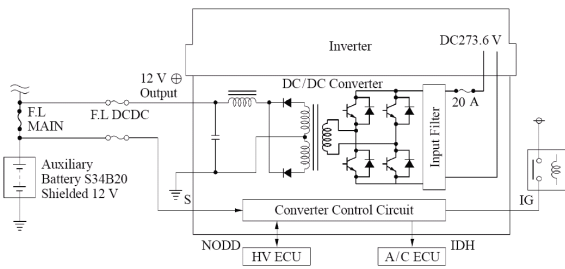 Inverter
DC273.6 V
12 V ⊕
Output
DC/DC Converter
20 A
Input Filter
F.L
MAIN
F.L DCDC
Auxiliary
Battery S34B20
Shielded 12 V
S
IG
Converter Control Circuit
NODD
IDH
HV ECU
A/C ECU